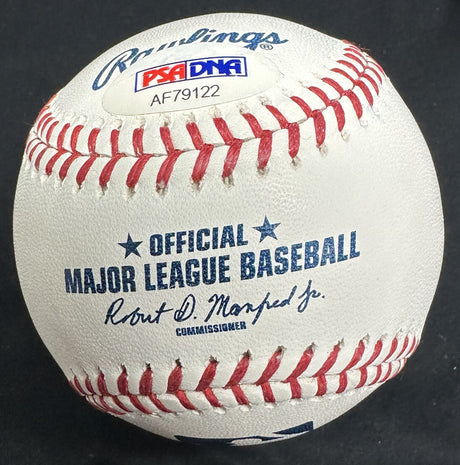 Rawlings®
PSA DNA
AF79122
★ OFFICIAL ★
MAJOR LEAGUE BASEBALL
Robert D. Manfred Jr.
COMMISSIONER